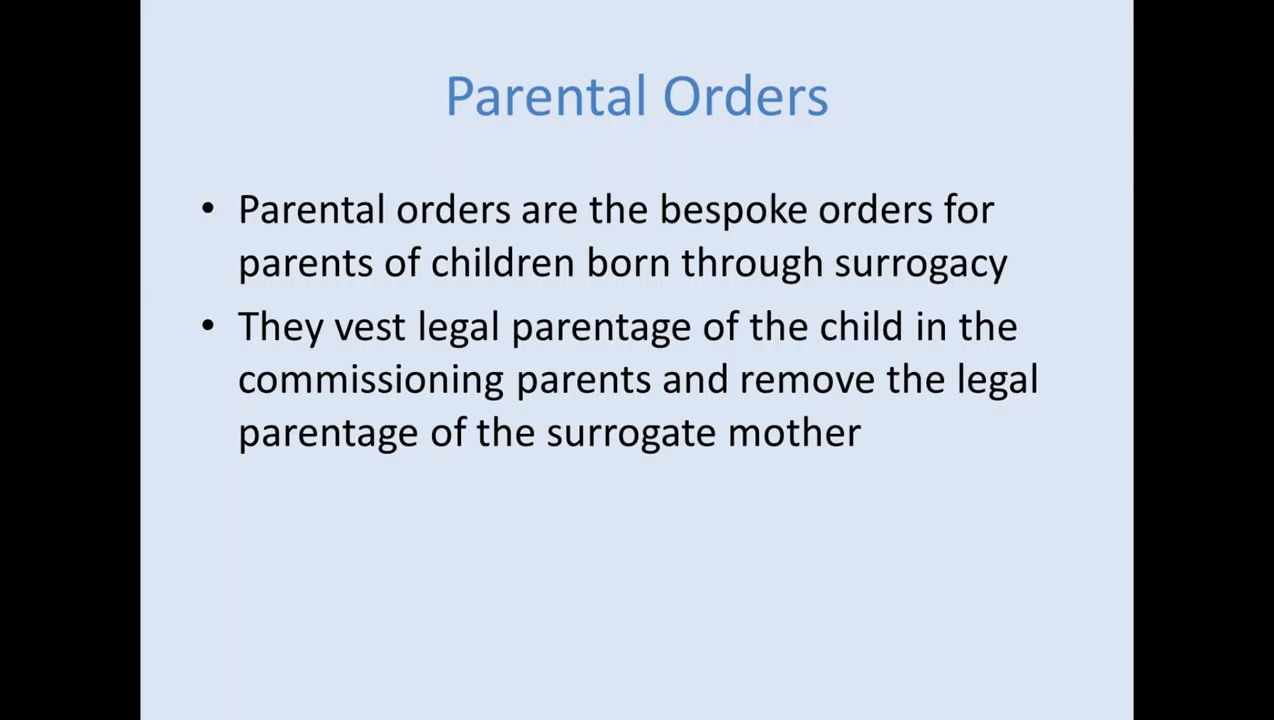 Parental Orders
• Parental orders are the bespoke orders for
parents of children born through surrogacy
• They vest legal parentage of the child in the
commissioning parents and remove the legal
parentage of the surrogate mother